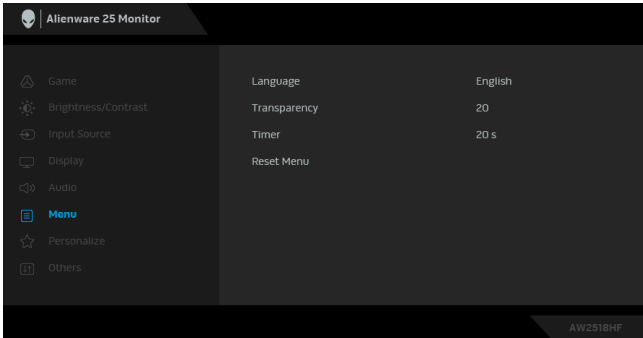 Alienware 25 Monitor
Game
Brightness/Contrast
Input Source
Display
Audio
Menu
Personalize
Others
Language English
Transparency 20
Timer 20 s
Reset Menu
AW2518HF